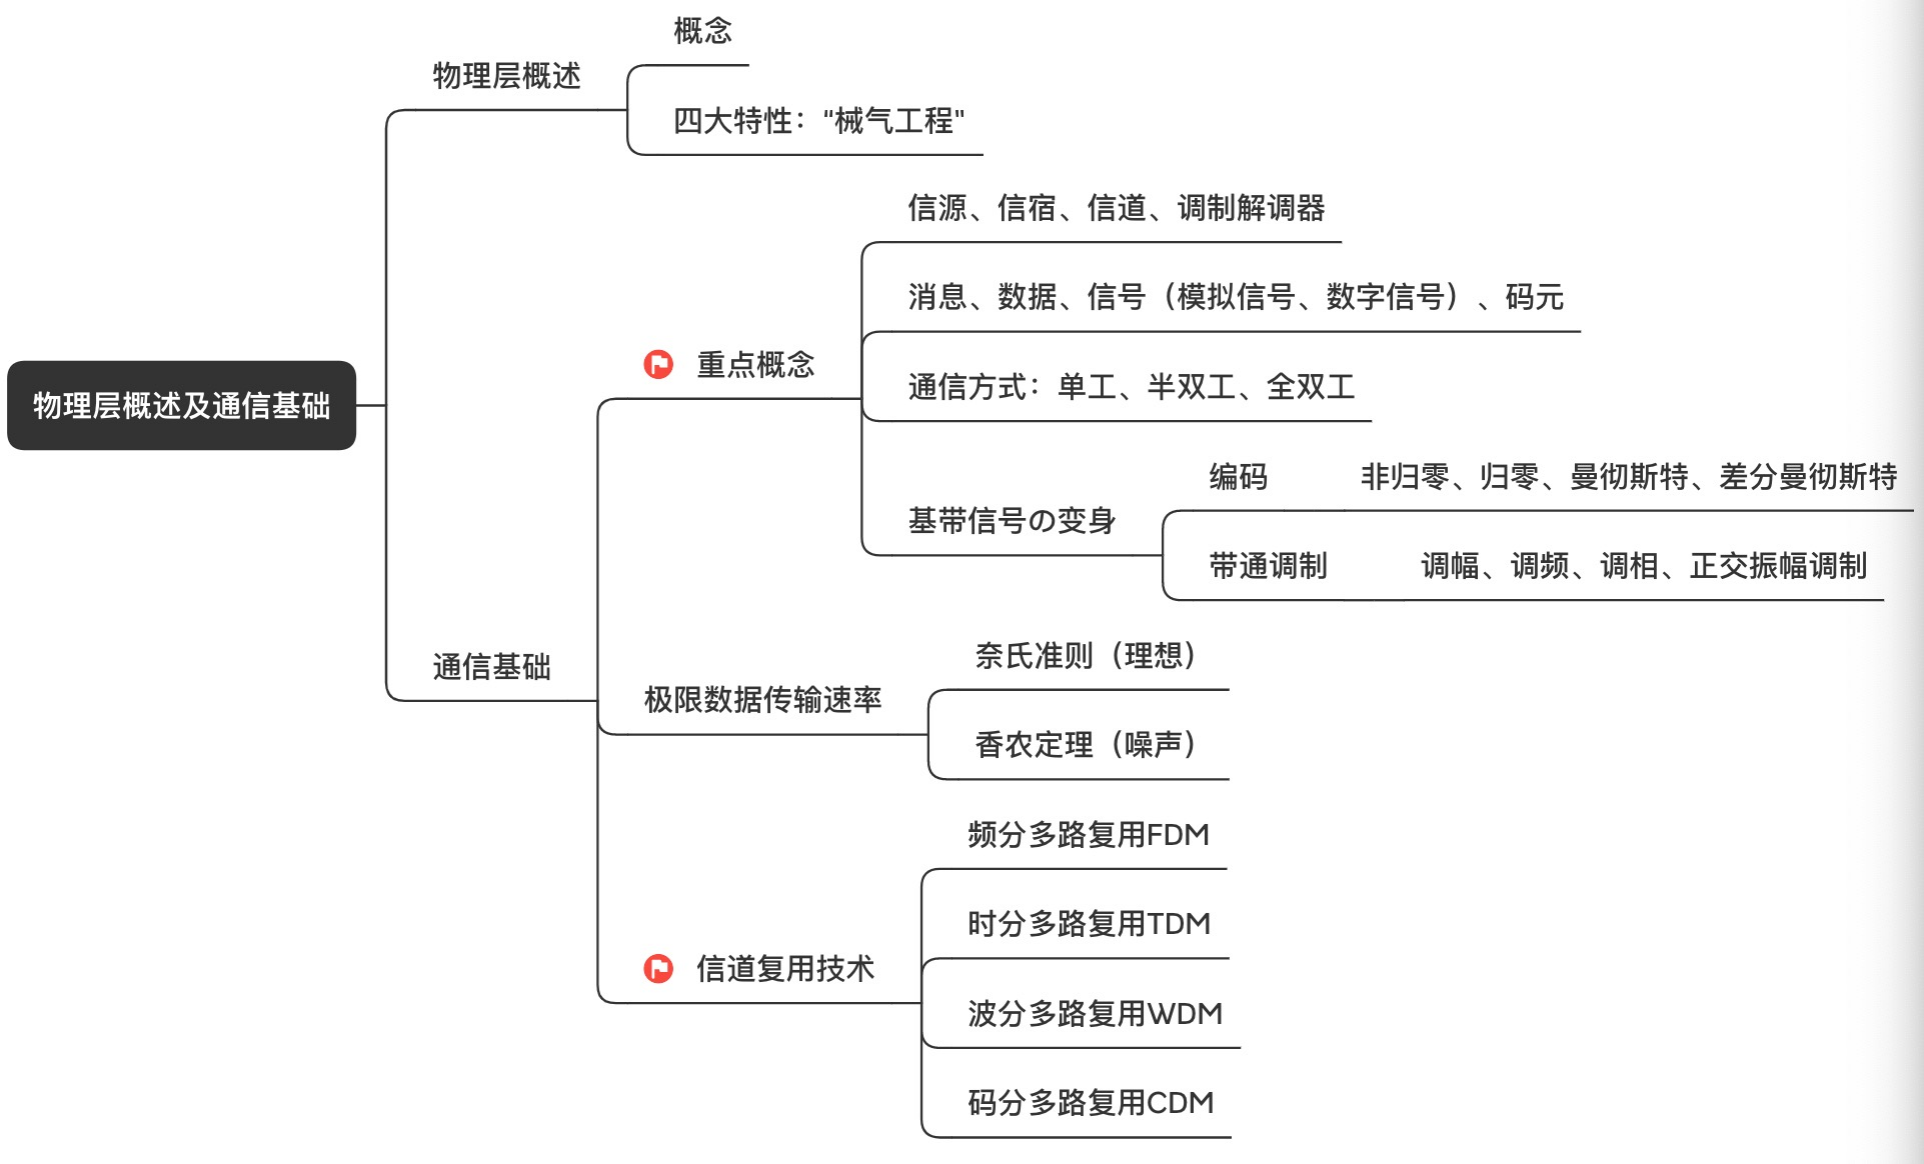 概念
物理层概述
四大特性：“械气工程"
信源、信宿、信道、调制解调器
消息、数据、信号（模拟信号、数字信号）、码元
重点概念
通信方式：单工、半双工、全双工
物理层概述及通信基础
编码 非归零、归零、曼彻斯特、差分曼彻斯特
基带信号の变身
带通调制 调幅、调频、调相、正交振幅调制
奈氏准则（理想）
通信基础
极限数据传输速率
香农定理（噪声）
频分多路复用FDM
时分多路复用TDM
信道复用技术
波分多路复用WDM
码分多路复用CDM